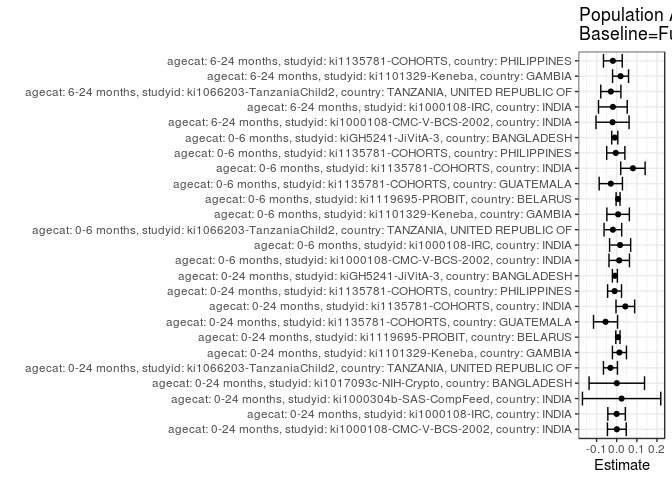 Population
Baseline=Fu
agecat: 6-24 months, studyid: ki1135781-COHORTS, country: PHILIPPINES
agecat: 6-24 months, studyid: ki1101329-Keneba, country: GAMBIA
agecat: 6-24 months, studyid: ki1066203-TanzaniaChild2, country: TANZANIA, UNITED REPUBLIC OF
agecat: 6-24 months, studyid: ki1000108-IRC, country: INDIA
agecat: 6-24 months, studyid: ki1000108-CMC-V-BCS-2002, country: INDIA
agecat: 0-6 months, studyid: kiGH5241-JiVitA-3, country: BANGLADESH
agecat: 0-6 months, studyid: ki1135781-COHORTS, country: PHILIPPINES
agecat: 0-6 months, studyid: ki1135781-COHORTS, country: INDIA
agecat: 0-6 months, studyid: ki1135781-COHORTS, country: GUATEMALA
agecat: 0-6 months, studyid: ki1119695-PROBIT, country: BELARUS
agecat: 0-6 months, studyid: ki1101329-Keneba, country: GAMBIA
agecat: 0-6 months, studyid: ki1066203-TanzaniaChild2, country: TANZANIA, UNITED REPUBLIC OF
agecat: 0-6 months, studyid: ki1000108-IRC, country: INDIA
agecat: 0-6 months, studyid: ki1000108-CMC-V-BCS-2002, country: INDIA
agecat: 0-24 months, studyid: kiGH5241-JiVitA-3, country: BANGLADESH
agecat: 0-24 months, studyid: ki1135781-COHORTS, country: PHILIPPINES
agecat: 0-24 months, studyid: ki1135781-COHORTS, country: INDIA
agecat: 0-24 months, studyid: ki1135781-COHORTS, country: GUATEMALA
agecat: 0-24 months, studyid: ki1119695-PROBIT, country: BELARUS
agecat: 0-24 months, studyid: ki1101329-Keneba, country: GAMBIA
agecat: 0-24 months, studyid: ki1066203-TanzaniaChild2, country: TANZANIA, UNITED REPUBLIC OF
agecat: 0-24 months, studyid: ki1017093c-NIH-Crypto, country: BANGLADESH
agecat: 0-24 months, studyid: ki1000304b-SAS-CompFeed, country: INDIA
agecat: 0-24 months, studyid: ki1000108-IRC, country: INDIA
agecat: 0-24 months, studyid: ki1000108-CMC-V-BCS-2002, country: INDIA
-0.1 0.0 0.1 0.2
Estimate